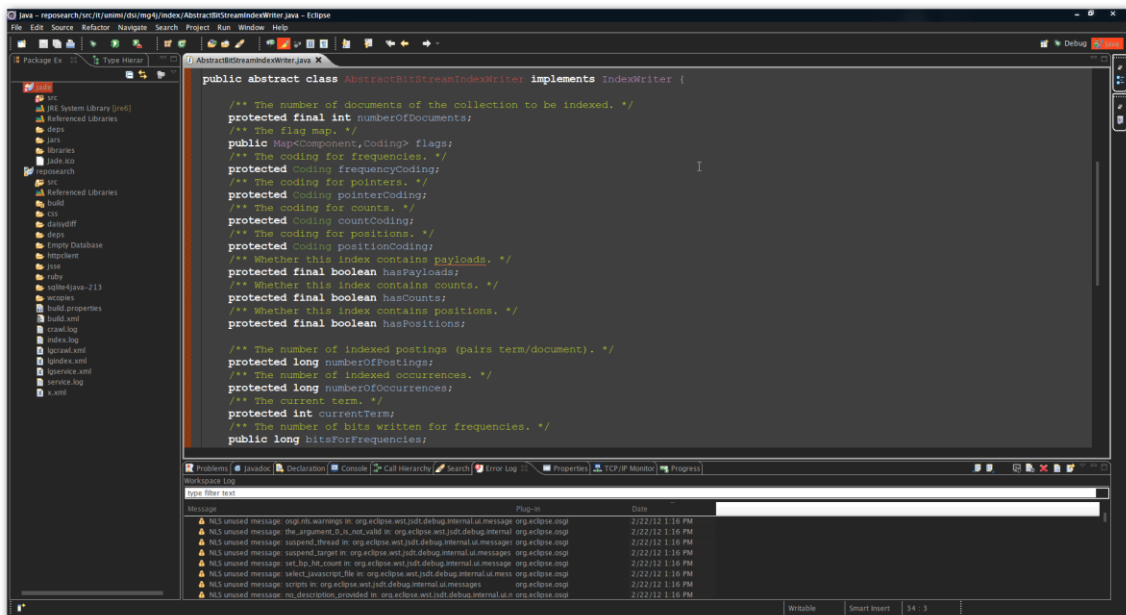 Java - reposearch/src/it/unimi/dsi/mg4j/index/AbstractBitStreamIndexWriter.java - Eclipse
File Edit Source Refactor Navigate Search Project Run Window Help
Debug Java
Package Ex Type Hierar
AbstractBitStreamIndexWriter.java
Jade
src
JRE System Library [jre6]
Referenced Libraries
deps
jars
libraries
Jade.ico
reposearch
src
Referenced Libraries
build
css
daisydiff
deps
Empty Database
httpclient
jsse
ruby
sqlite4java-213
wcopies
build.properties
build.xml
crawl.log
index.log
lgcrawl.xml
lgindex.xml
lgservice.xml
service.log
x.xml
public abstract class AbstractBitStreamIndexWriter implements IndexWriter {
/** The number of documents of the collection to be indexed. */
protected final int numberOfDocuments;
/** The flag map. */
public Map<Component,Coding> flags;
/** The coding for frequencies. */
protected Coding frequencyCoding;
/** The coding for pointers. */
protected Coding pointerCoding;
/** The coding for counts. */
protected Coding countCoding;
/** The coding for positions. */
protected Coding positionCoding;
/** Whether this index contains payloads. */
protected final boolean hasPayloads;
/** Whether this index contains counts. */
protected final boolean hasCounts;
/** Whether this index contains positions. */
protected final boolean hasPositions;
/** The number of indexed postings (pairs term/document). */
protected long numberOfPostings;
/** The number of indexed occurrences. */
protected long numberOfOccurrences;
/** The current term. */
protected int currentTerm;
/** The number of bits written for frequencies. */
public long bitsForFrequencies;
Problems Javadoc Declaration Console Call Hierarchy Search Error Log Properties TCP/IP Monitor Progress
Workspace Log
type filter text
Message Plug-in Date
NLS unused message: osgi.nls.warnings in: org.eclipse.wst.jsdt.debug.internal.ui.message org.eclipse.osgi 2/22/12 1:16 PM
NLS unused message: the_argument_0_is_not_valid in: org.eclipse.wst.jsdt.debug.internal org.eclipse.osgi 2/22/12 1:16 PM
NLS unused message: suspend_thread in: org.eclipse.wst.jsdt.debug.internal.ui.messages org.eclipse.osgi 2/22/12 1:16 PM
NLS unused message: suspend_target in: org.eclipse.wst.jsdt.debug.internal.ui.messages org.eclipse.osgi 2/22/12 1:16 PM
NLS unused message: set_bp_hit_count in: org.eclipse.wst.jsdt.debug.internal.ui.message org.eclipse.osgi 2/22/12 1:16 PM
NLS unused message: select_javascript_file in: org.eclipse.wst.jsdt.debug.internal.ui.mess org.eclipse.osgi 2/22/12 1:16 PM
NLS unused message: scripts in: org.eclipse.wst.jsdt.debug.internal.ui.messages org.eclipse.osgi 2/22/12 1:16 PM
NLS unused message: no_description_provided in: org.eclipse.wst.jsdt.debug.internal.ui.n org.eclipse.osgi 2/22/12 1:16 PM
Writable Smart Insert 34 : 3